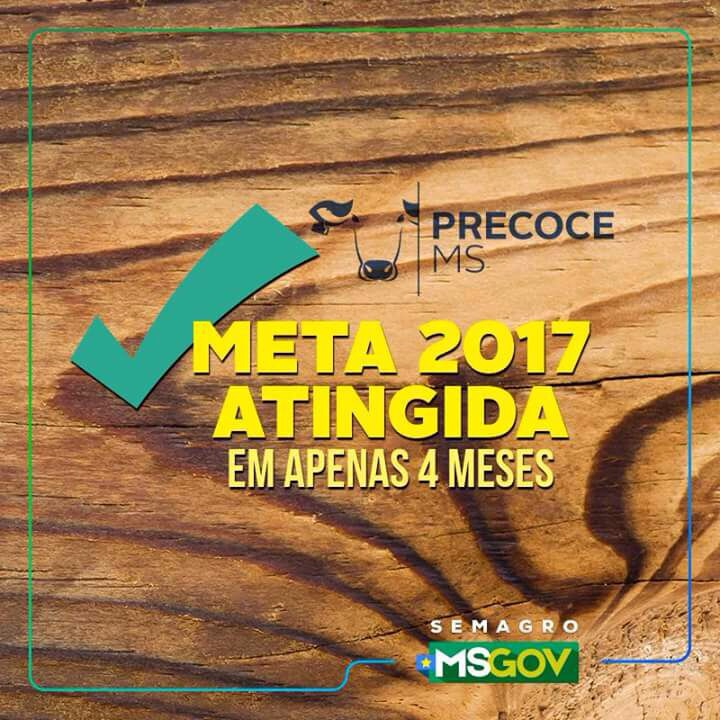 PRECOCE
MS
META 2017
ATINGIDA
EM APENAS 4 MESES
SEMAGRO
MSGOV